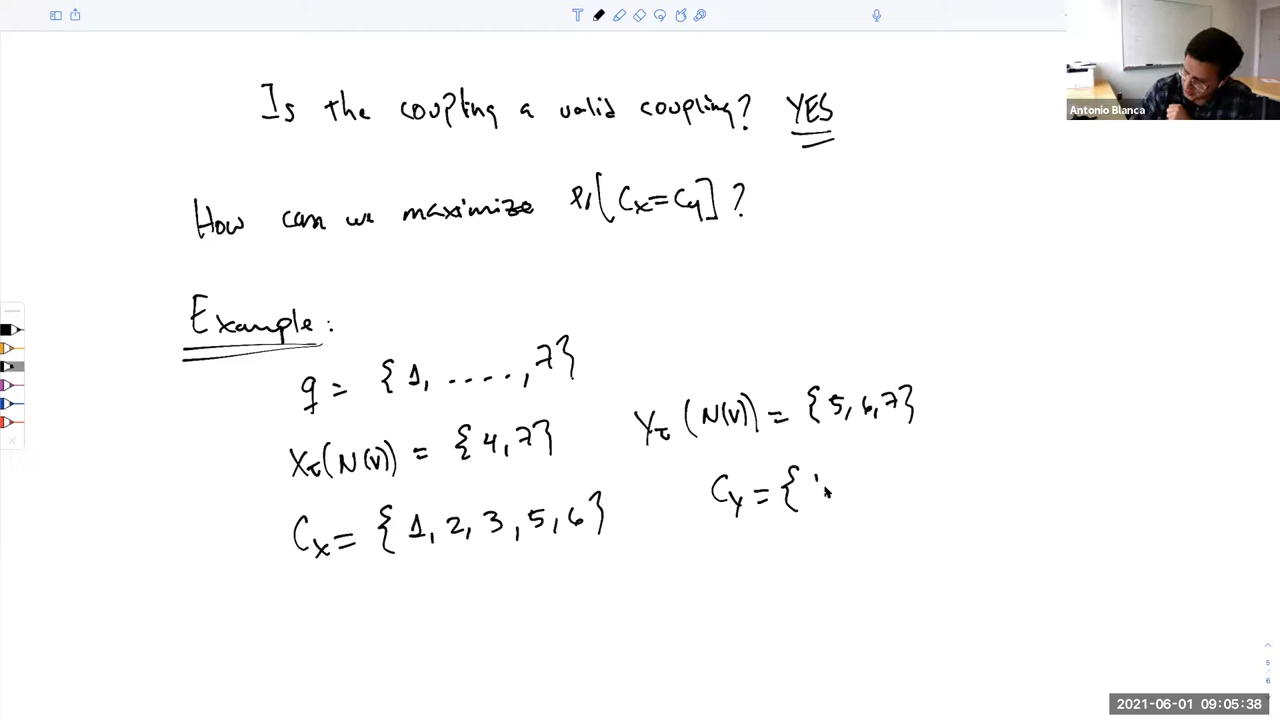 Is the coupling a valid coupling? YES
Antonio Blanca
How can we maximize Pr[Cx=Cy]?
Example:
q = {1, ...., 7}
Xτ(N(v)) = {4,7}
Yτ(N(v)) = {5,6,7}
Cx= {1,2,3,5,6}
Cy={
5
6
2021-06-01 09:05:38